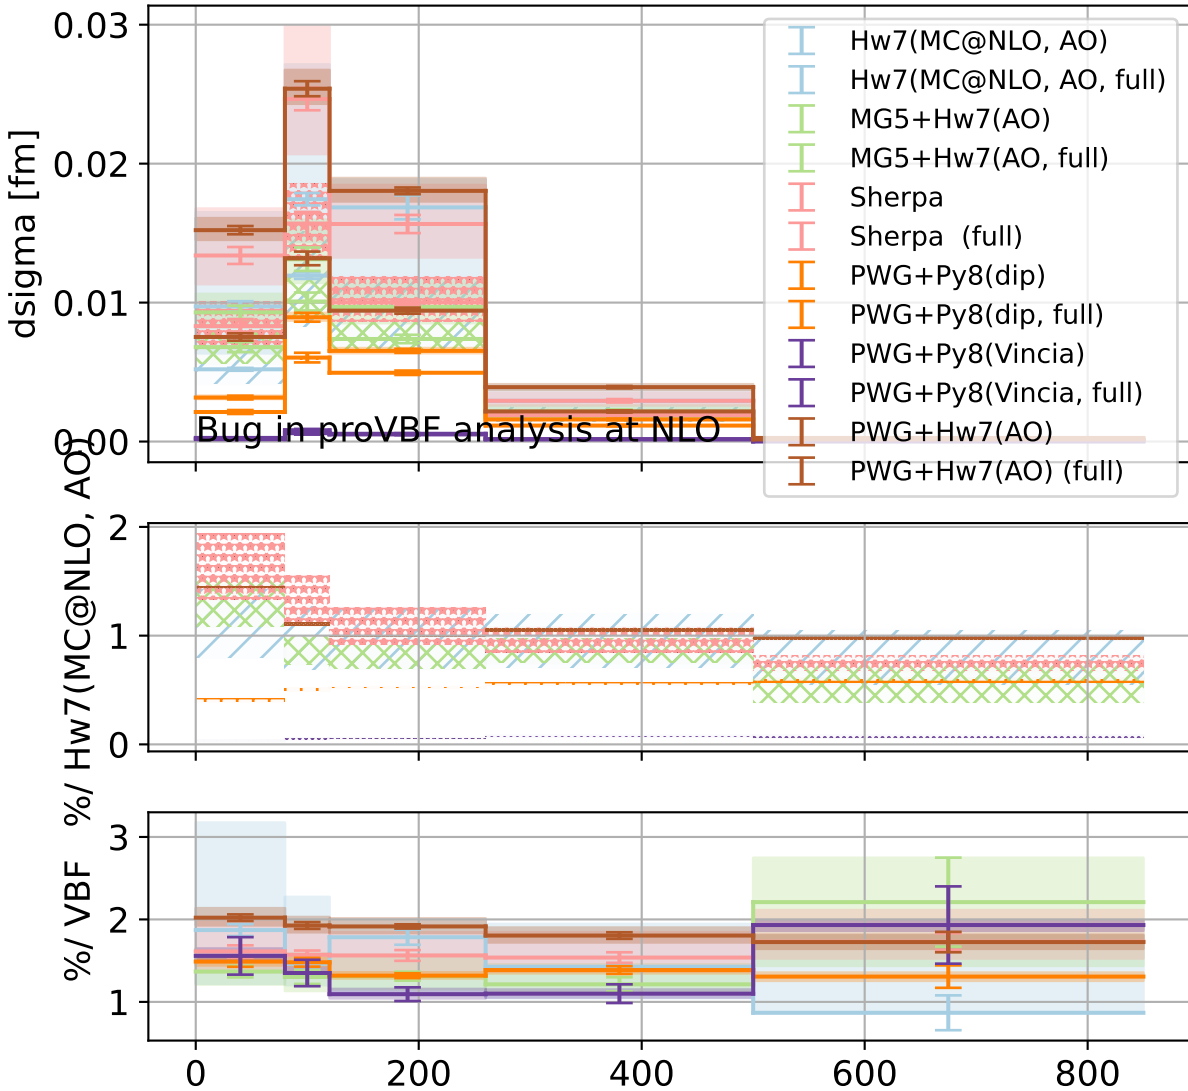 0.03
0.02
0.01
0.00
dsigma [fm]
Hw7(MC@NLO, AO)
Hw7(MC@NLO, AO, full)
MG5+Hw7(AO)
MG5+Hw7(AO, full)
Sherpa
Sherpa  (full)
PWG+Py8(dip)
PWG+Py8(dip, full)
PWG+Py8(Vincia)
PWG+Py8(Vincia, full)
PWG+Hw7(AO)
PWG+Hw7(AO) (full)
Bug in proVBF analysis at NLO
2
1
0
%/ Hw7(MC@NLO, AO)
3
2
1
%/ VBF
0 200 400 600 800